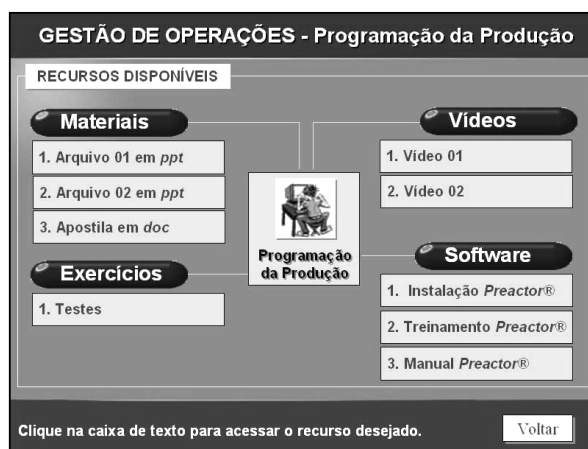 GESTÃO DE OPERAÇÕES - Programação da Produção
RECURSOS DISPONÍVEIS
Materiais
1. Arquivo 01 em ppt
2. Arquivo 02 em ppt
3. Apostila em doc
Exercícios
1. Testes
Programação
da Produção
Vídeos
1. Vídeo 01
2. Vídeo 02
Software
1. Instalação Preactor®
2. Treinamento Preactor®
3. Manual Preactor®
Clique na caixa de texto para acessar o recurso desejado.
Voltar